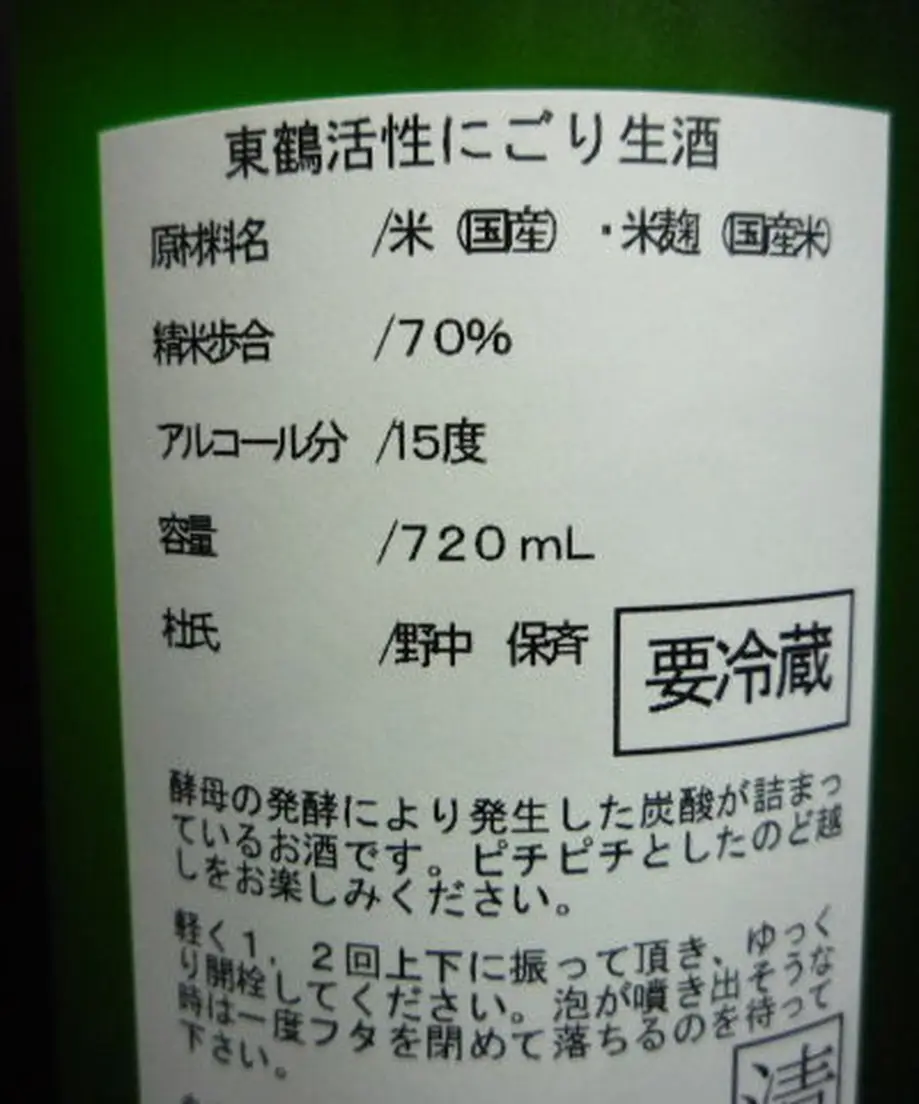 東鶴活性にごり生酒
原材料名 /米（国産）・米麹（国産米）
精米歩合 /70%
アルコール分 /15度
容量 /720mL
杜氏 /野中 保斉
要冷蔵
酵母の発酵により発生した炭酸が詰まっ
ているお酒です。ピチピチとしたのど越
しをお楽しみください。
軽く1，2回上下に振って頂き、ゆっく
り開栓してください。泡が噴き出そうな
時は一度フタを閉めて落ちるのを待って
下さい。
清